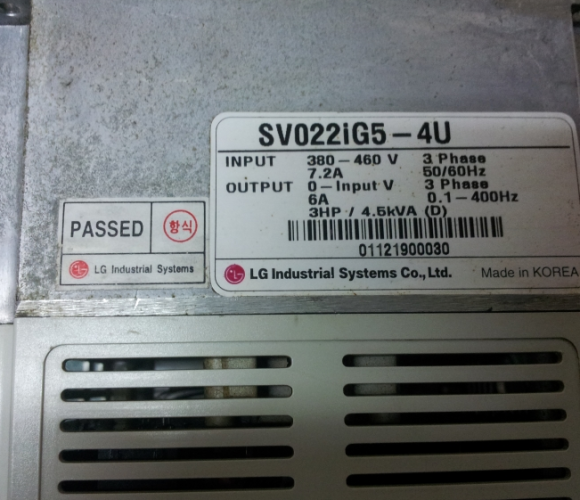 SV022iG5-4U
INPUT 380-460 V 3 Phase
7.2A 50/60Hz
OUTPUT 0-Input V 3 Phase
6A 0.1-400Hz
3HP / 4.5kVA (D)
01121900030
LG Industrial Systems Co., Ltd. Made in KOREA
PASSED 항식
LG Industrial Systems